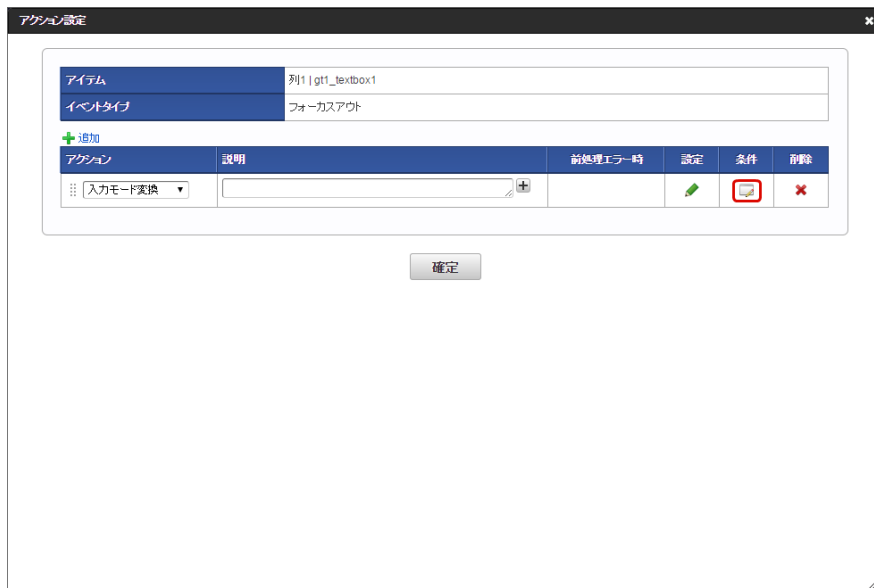 アクション設定
アイテム 列1 | gt1_textbox1
イベントタイプ フォーカスアウト
追加
アクション 説明 前処理エラー時 設定 条件 削除
入力モード変換
確定